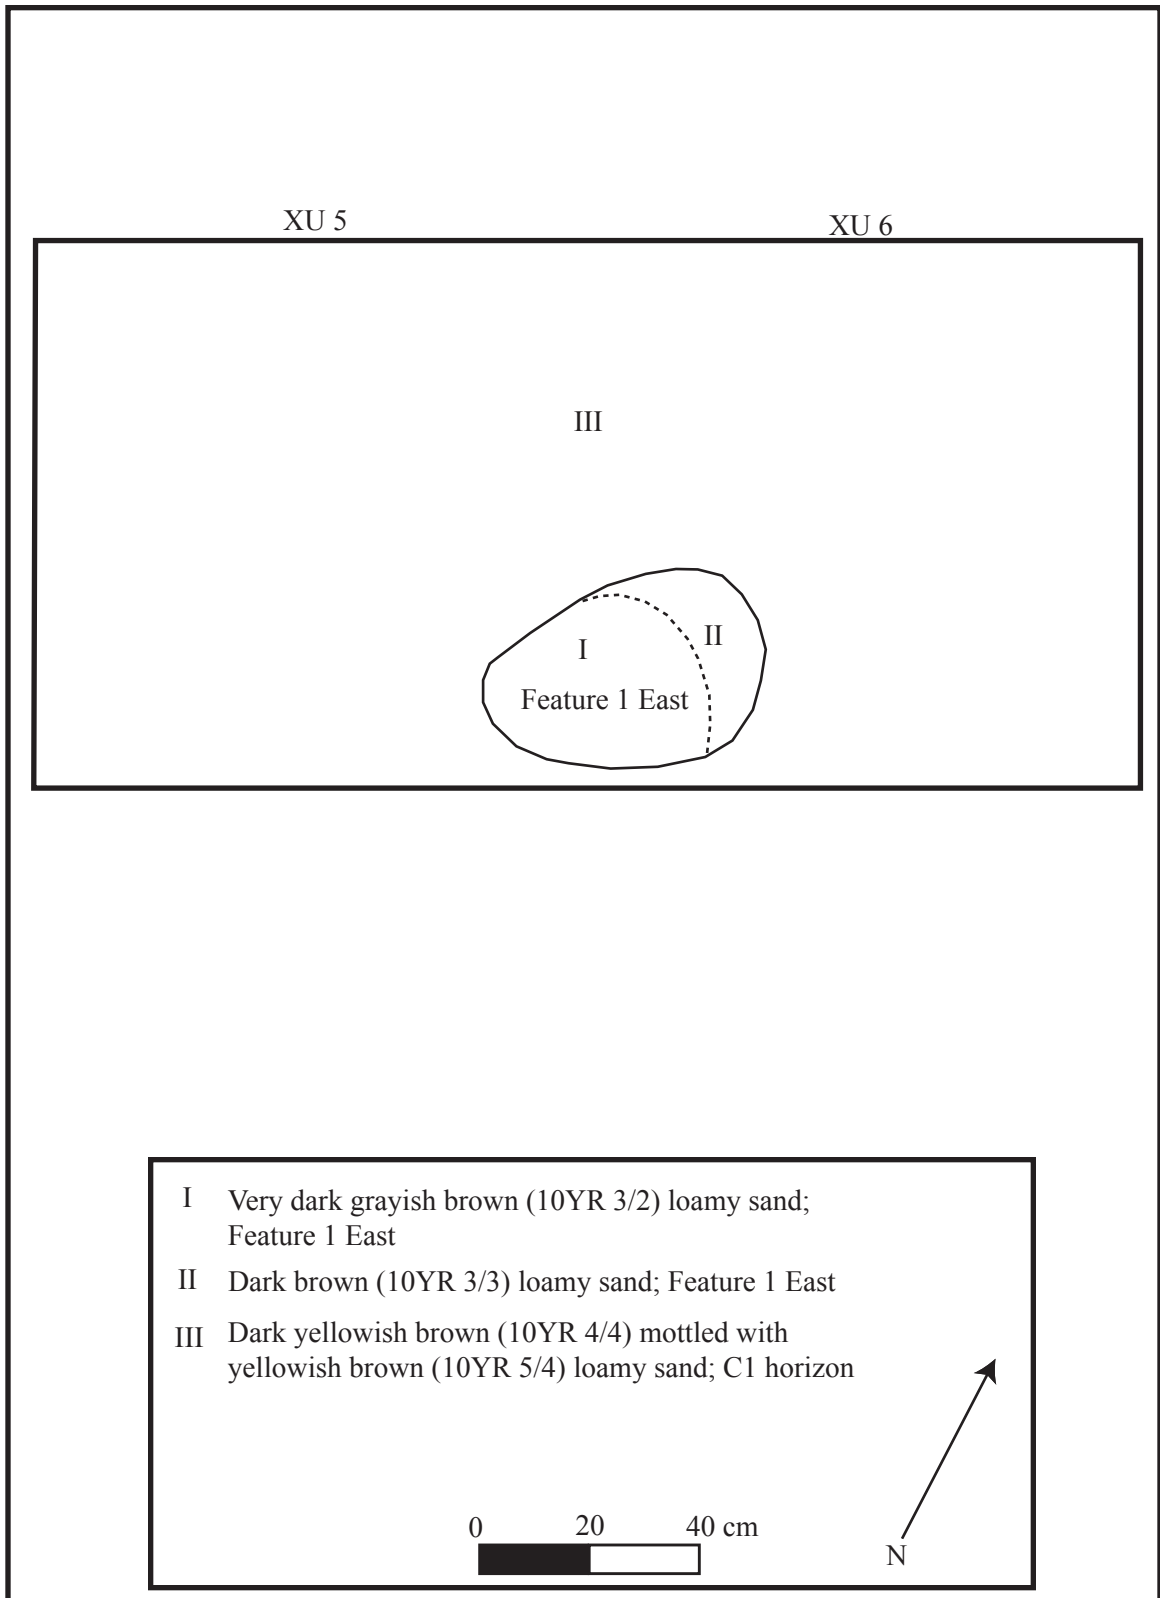 XU 5
XU 6
III
I
II
Feature 1 East
I Very dark grayish brown (10YR 3/2) loamy sand;
Feature 1 East
II Dark brown (10YR 3/3) loamy sand; Feature 1 East
III Dark yellowish brown (10YR 4/4) mottled with
yellowish brown (10YR 5/4) loamy sand; C1 horizon
0 20 40 cm
N